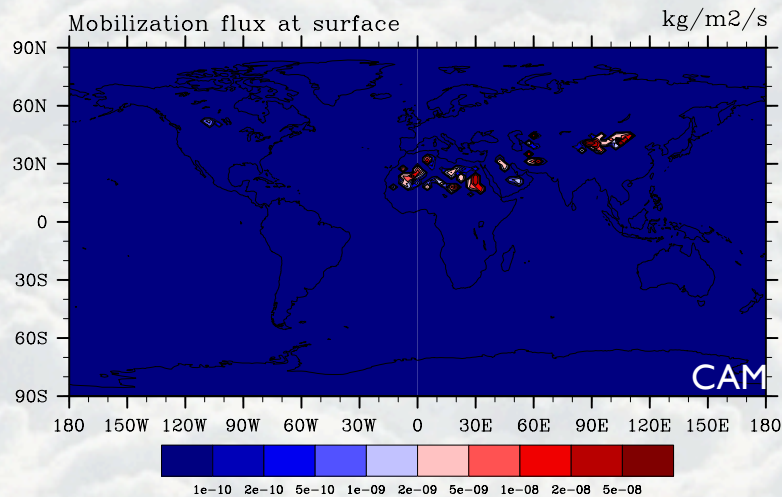 Mobilization flux at surface kg/m2/s
90N
60N
30N
0
30S
60S
90S
CAM
180 150W 120W 90W 60W 30W 0 30E 60E 90E 120E 150E 180
1e-10 2e-10 5e-10 1e-09 2e-09 5e-09 1e-08 2e-08 5e-08